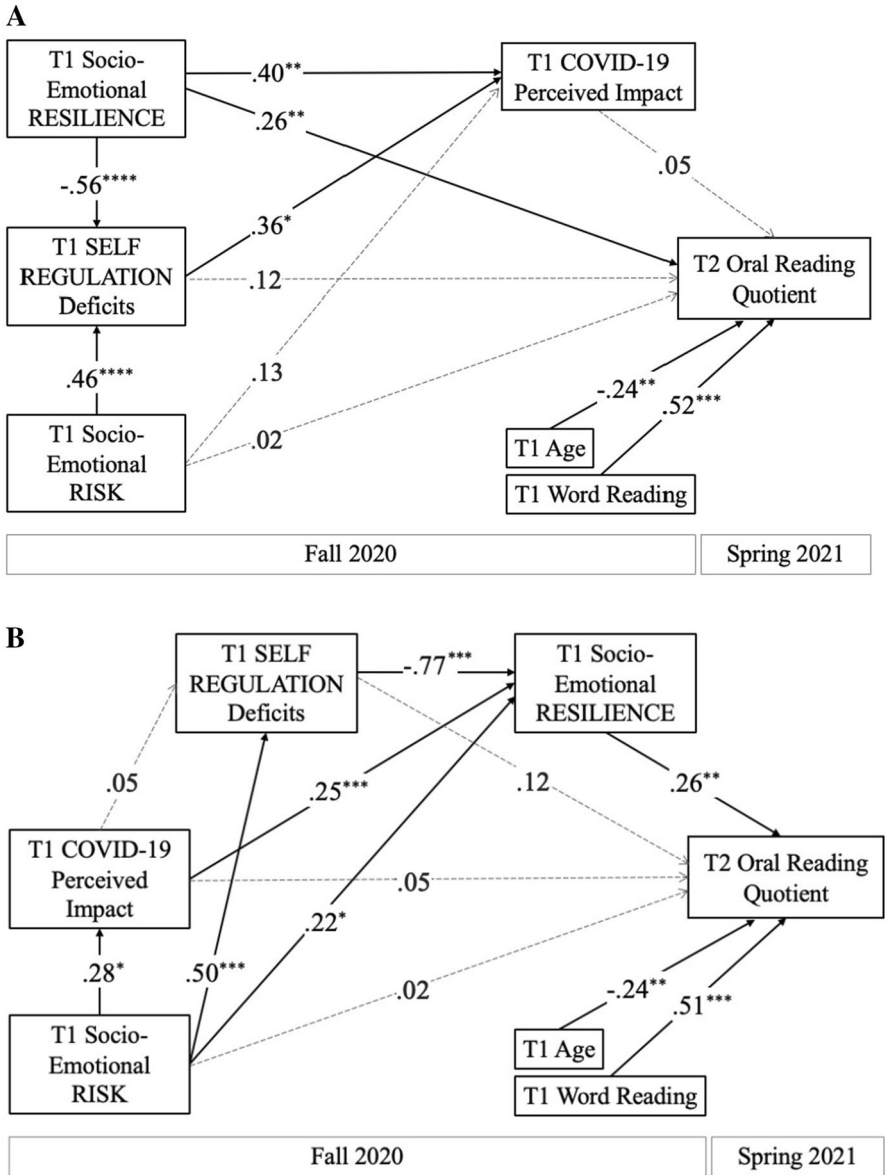 A
T1 Socio-
Emotional
RESILIENCE
T1 COVID-19
Perceived Impact
.40**
.26**
-.56****
.05
T1 SELF
REGULATION
Deficits
.36*
.12
T2 Oral Reading
Quotient
.46****
.13
-.24**
.52***
T1 Socio-
Emotional
RISK
.02
T1 Age
T1 Word Reading
Fall 2020
Spring 2021
B
T1 SELF
REGULATION
Deficits
-.77***
T1 Socio-
Emotional
RESILIENCE
.05
.25***
.12
.26**
T1 COVID-19
Perceived
Impact
.05
T2 Oral Reading
Quotient
.22*
.28*
.50***
.02
-.24**
.51***
T1 Socio-
Emotional
RISK
T1 Age
T1 Word Reading
Fall 2020
Spring 2021